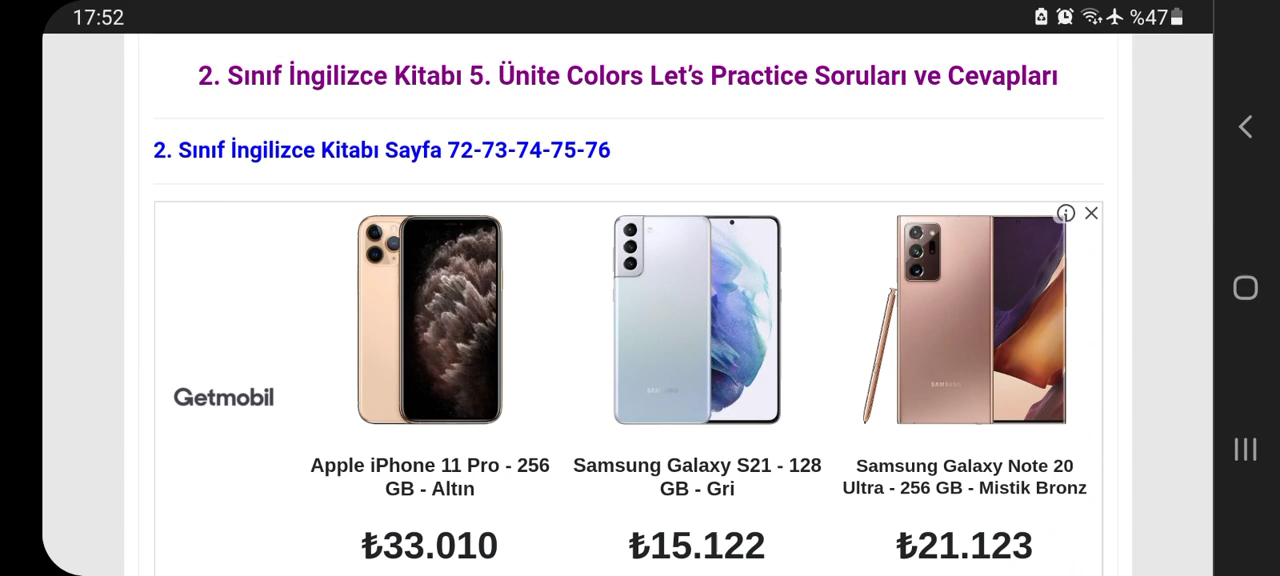 17:52
%47
2. Sınıf İngilizce Kitabı 5. Ünite Colors Let’s Practice Soruları ve Cevapları
2. Sınıf İngilizce Kitabı Sayfa 72-73-74-75-76
SAMSUNG
SAMSUNG
Getmobil
Apple iPhone 11 Pro - 256
GB - Altın
Samsung Galaxy S21 - 128
GB - Gri
Samsung Galaxy Note 20
Ultra - 256 GB - Mistik Bronz
₺33.010
₺15.122
₺21.123